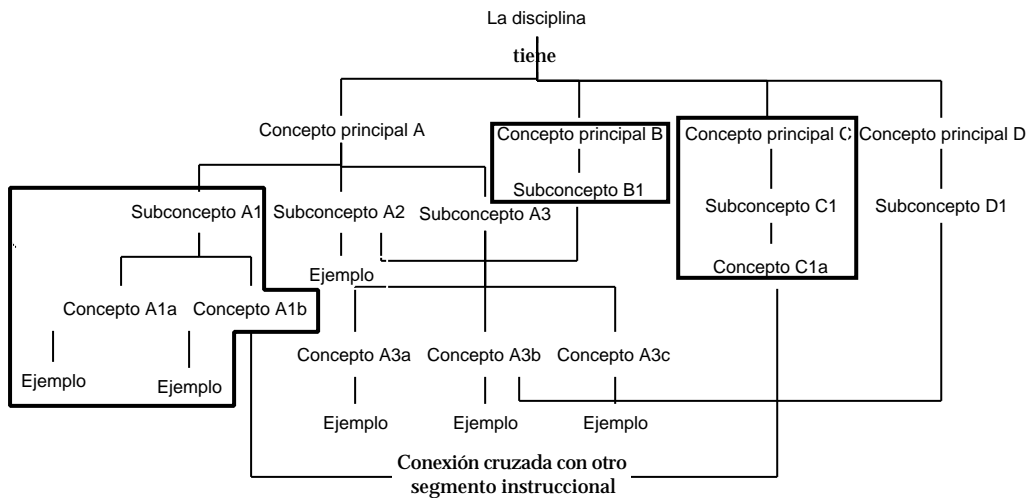 La disciplina
tiene
Concepto principal A
Concepto principal B
Concepto principal C
Concepto principal D
Subconcepto A1
Subconcepto A2
Subconcepto A3
Subconcepto B1
Subconcepto C1
Subconcepto D1
Ejemplo
Concepto C1a
Concepto A1a
Concepto A1b
Concepto A3a
Concepto A3b
Concepto A3c
Ejemplo
Ejemplo
Ejemplo
Ejemplo
Ejemplo
Conexión cruzada con otro
segmento instruccional